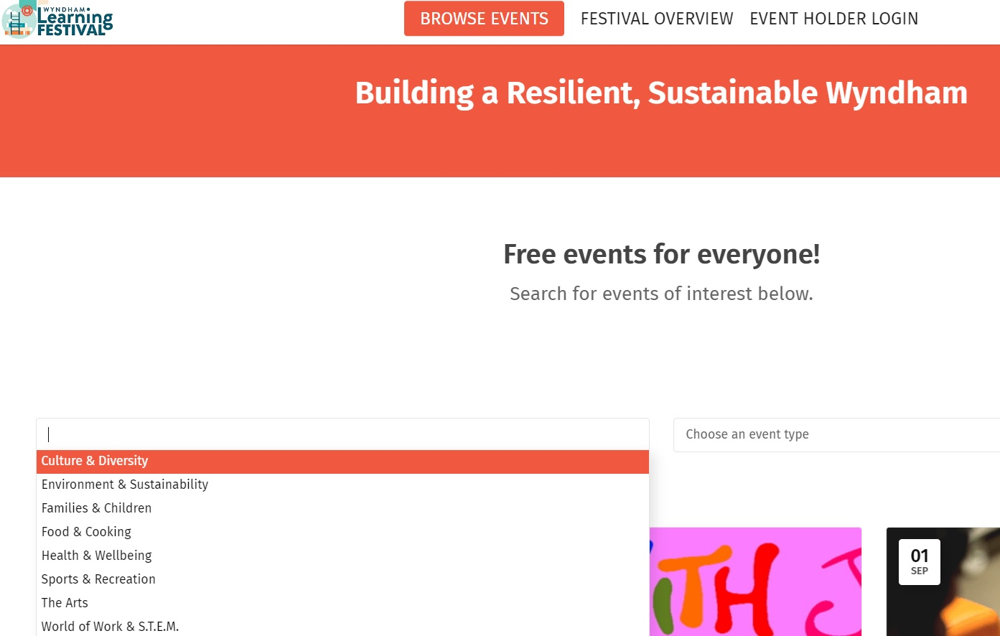 WYNDHAM
Learning
FESTIVAL
BROWSE EVENTS
FESTIVAL OVERVIEW
EVENT HOLDER LOGIN
Building a Resilient, Sustainable Wyndham
Free events for everyone!
Search for events of interest below.
Choose an event type
Culture & Diversity
Environment & Sustainability
Families & Children
Food & Cooking
Health & Wellbeing
Sports & Recreation
The Arts
World of Work & S.T.E.M.
ITH J
01
SEP